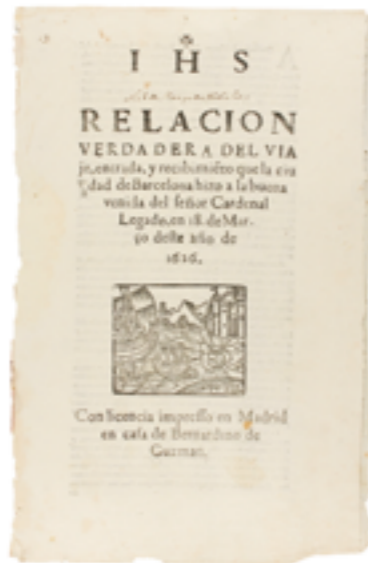 I H S
RELACION
VERDADERA DEL VIA
je, entrada, y recibimiẽto que la ciu
dad de Barcelona hizo a la buena
venida del señor Cardenal
Legado, en 18. de Mar-
ço deste año de
1626.
Con licencia impresso en Madrid
en casa de Bernardino de
Guzman.